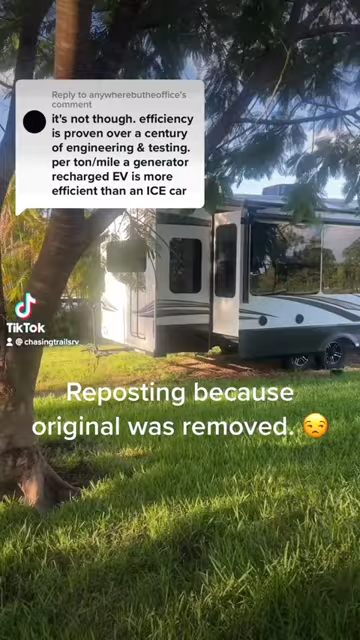 Reply to anywherebutheoffice's
comment
it's not though. efficiency
is proven over a century
of engineering & testing.
per ton/mile a generator
recharged EV is more
efficient than an ICE car
TikTok
@chasingtrailsrv
Reposting because
original was removed. 😒